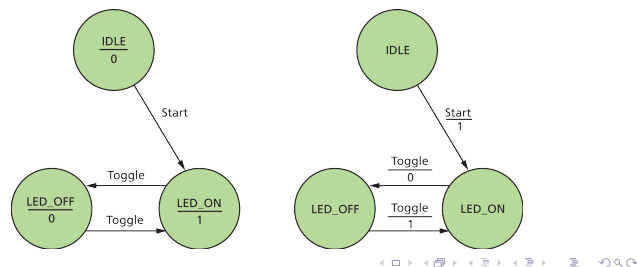 IDLE
0
Start
Toggle
LED_OFF
0
LED_ON
1
Toggle
IDLE
Start
1
Toggle
0
LED_OFF
LED_ON
Toggle
1